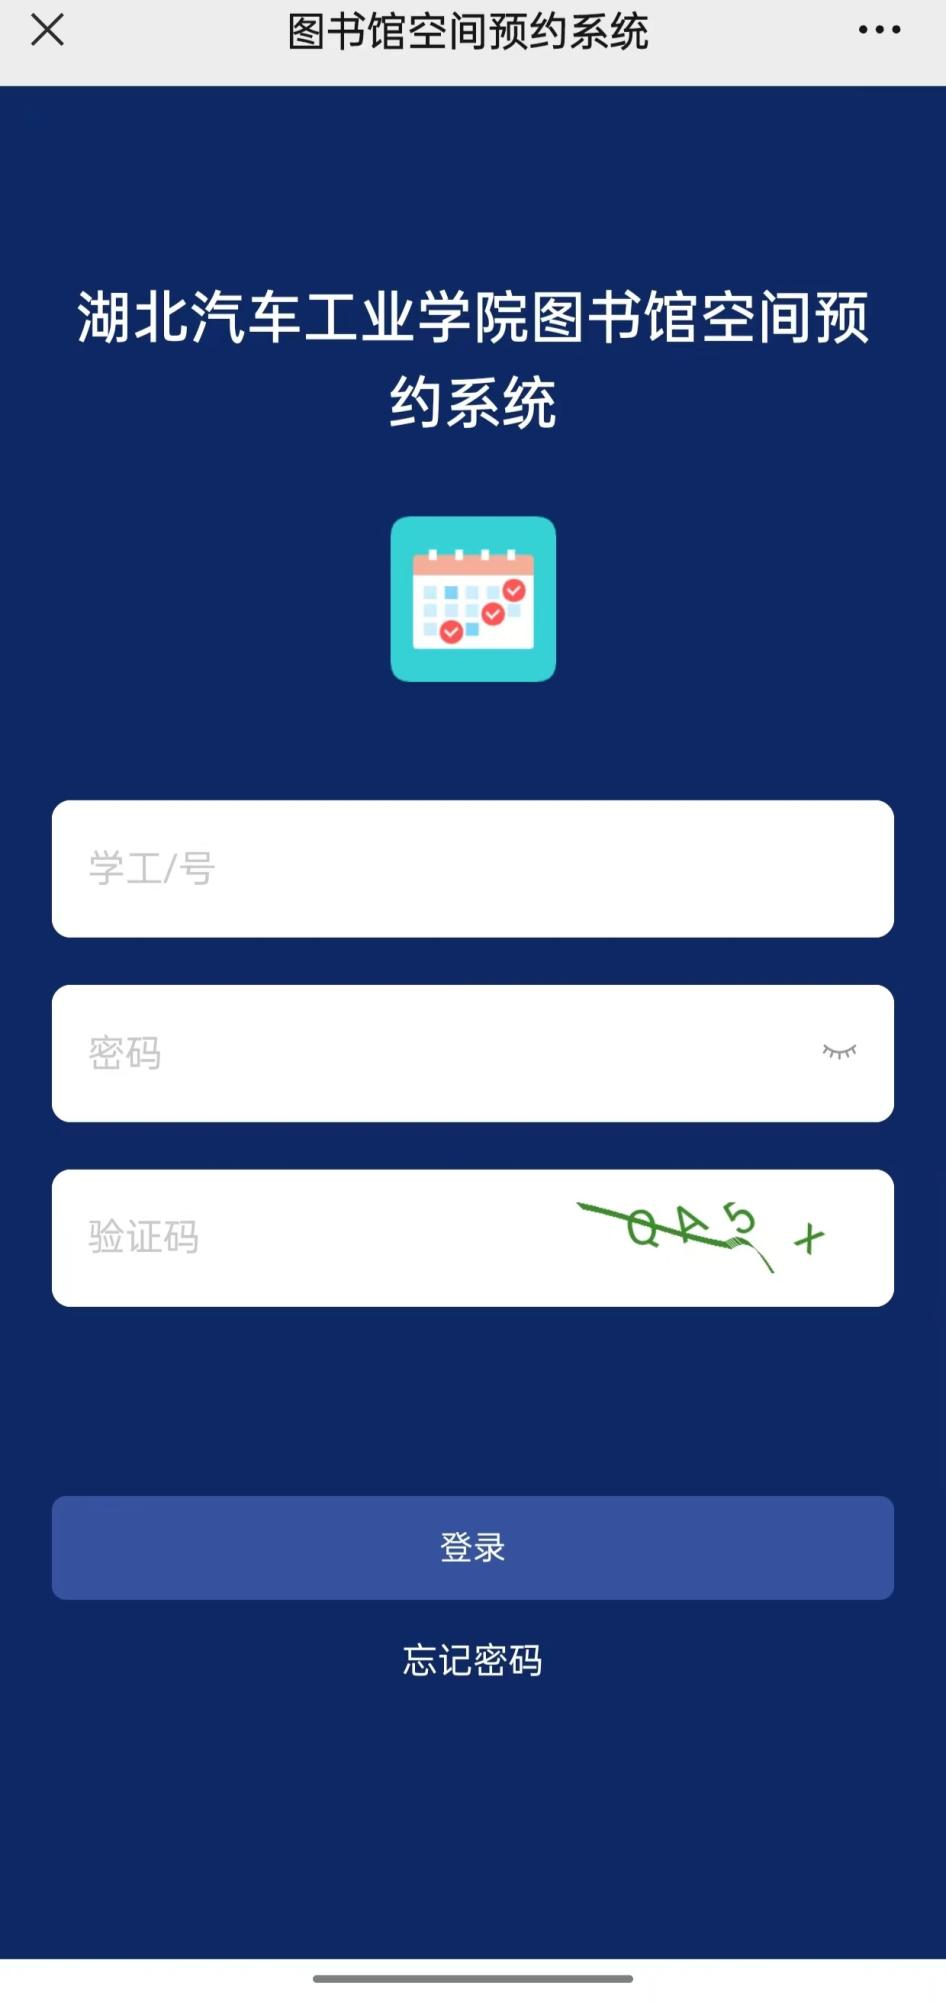 图书馆空间预约系统
湖北汽车工业学院图书馆空间预
约系统
学工/号
密码
验证码
QA5+
登录
忘记密码